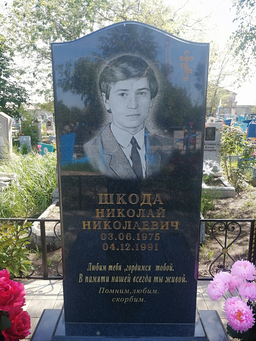 ШКОДА
НИКОЛАЙ
НИКОЛАЕВИЧ
03.06.1975
04.12.1991
Любим тебя ,гордимся тобой.
В памяти нашей всегда ты живой.
Помним,любим.
скорбим.